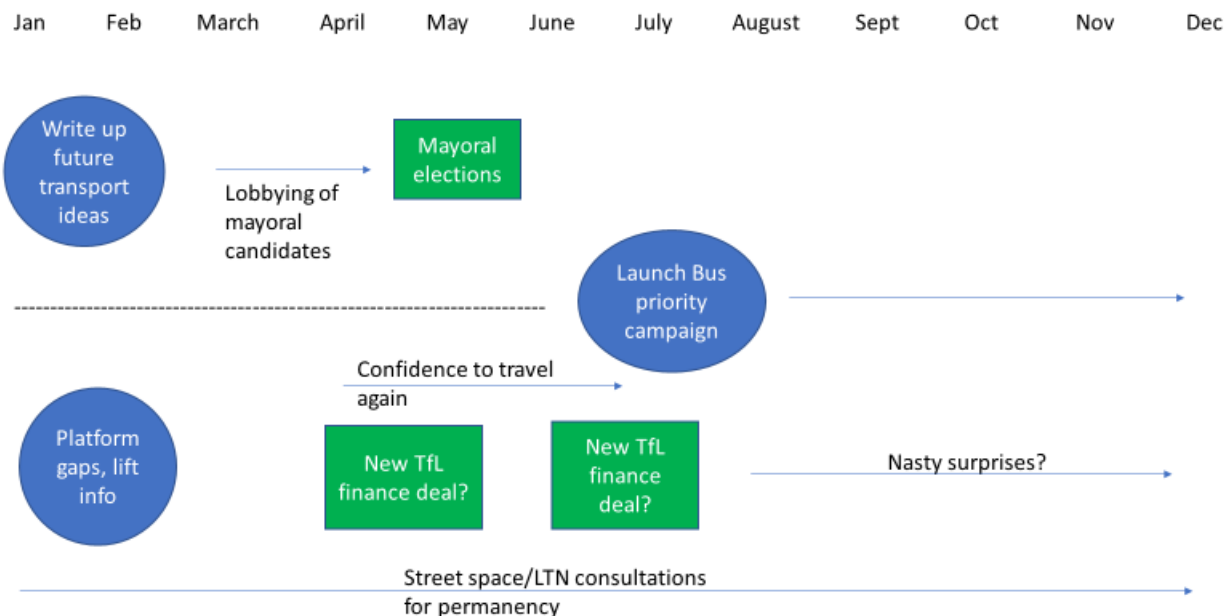 Jan Feb March April May June July August Sept Oct Nov Dec
Write up
future
transport
ideas
Lobbying of
mayoral
candidates
Mayoral
elections
Launch Bus
priority
campaign
Confidence to travel
again
Platform
gaps, lift
info
New TfL
finance deal?
New TfL
finance
deal?
Nasty surprises?
Street space/LTN consultations
for permanency